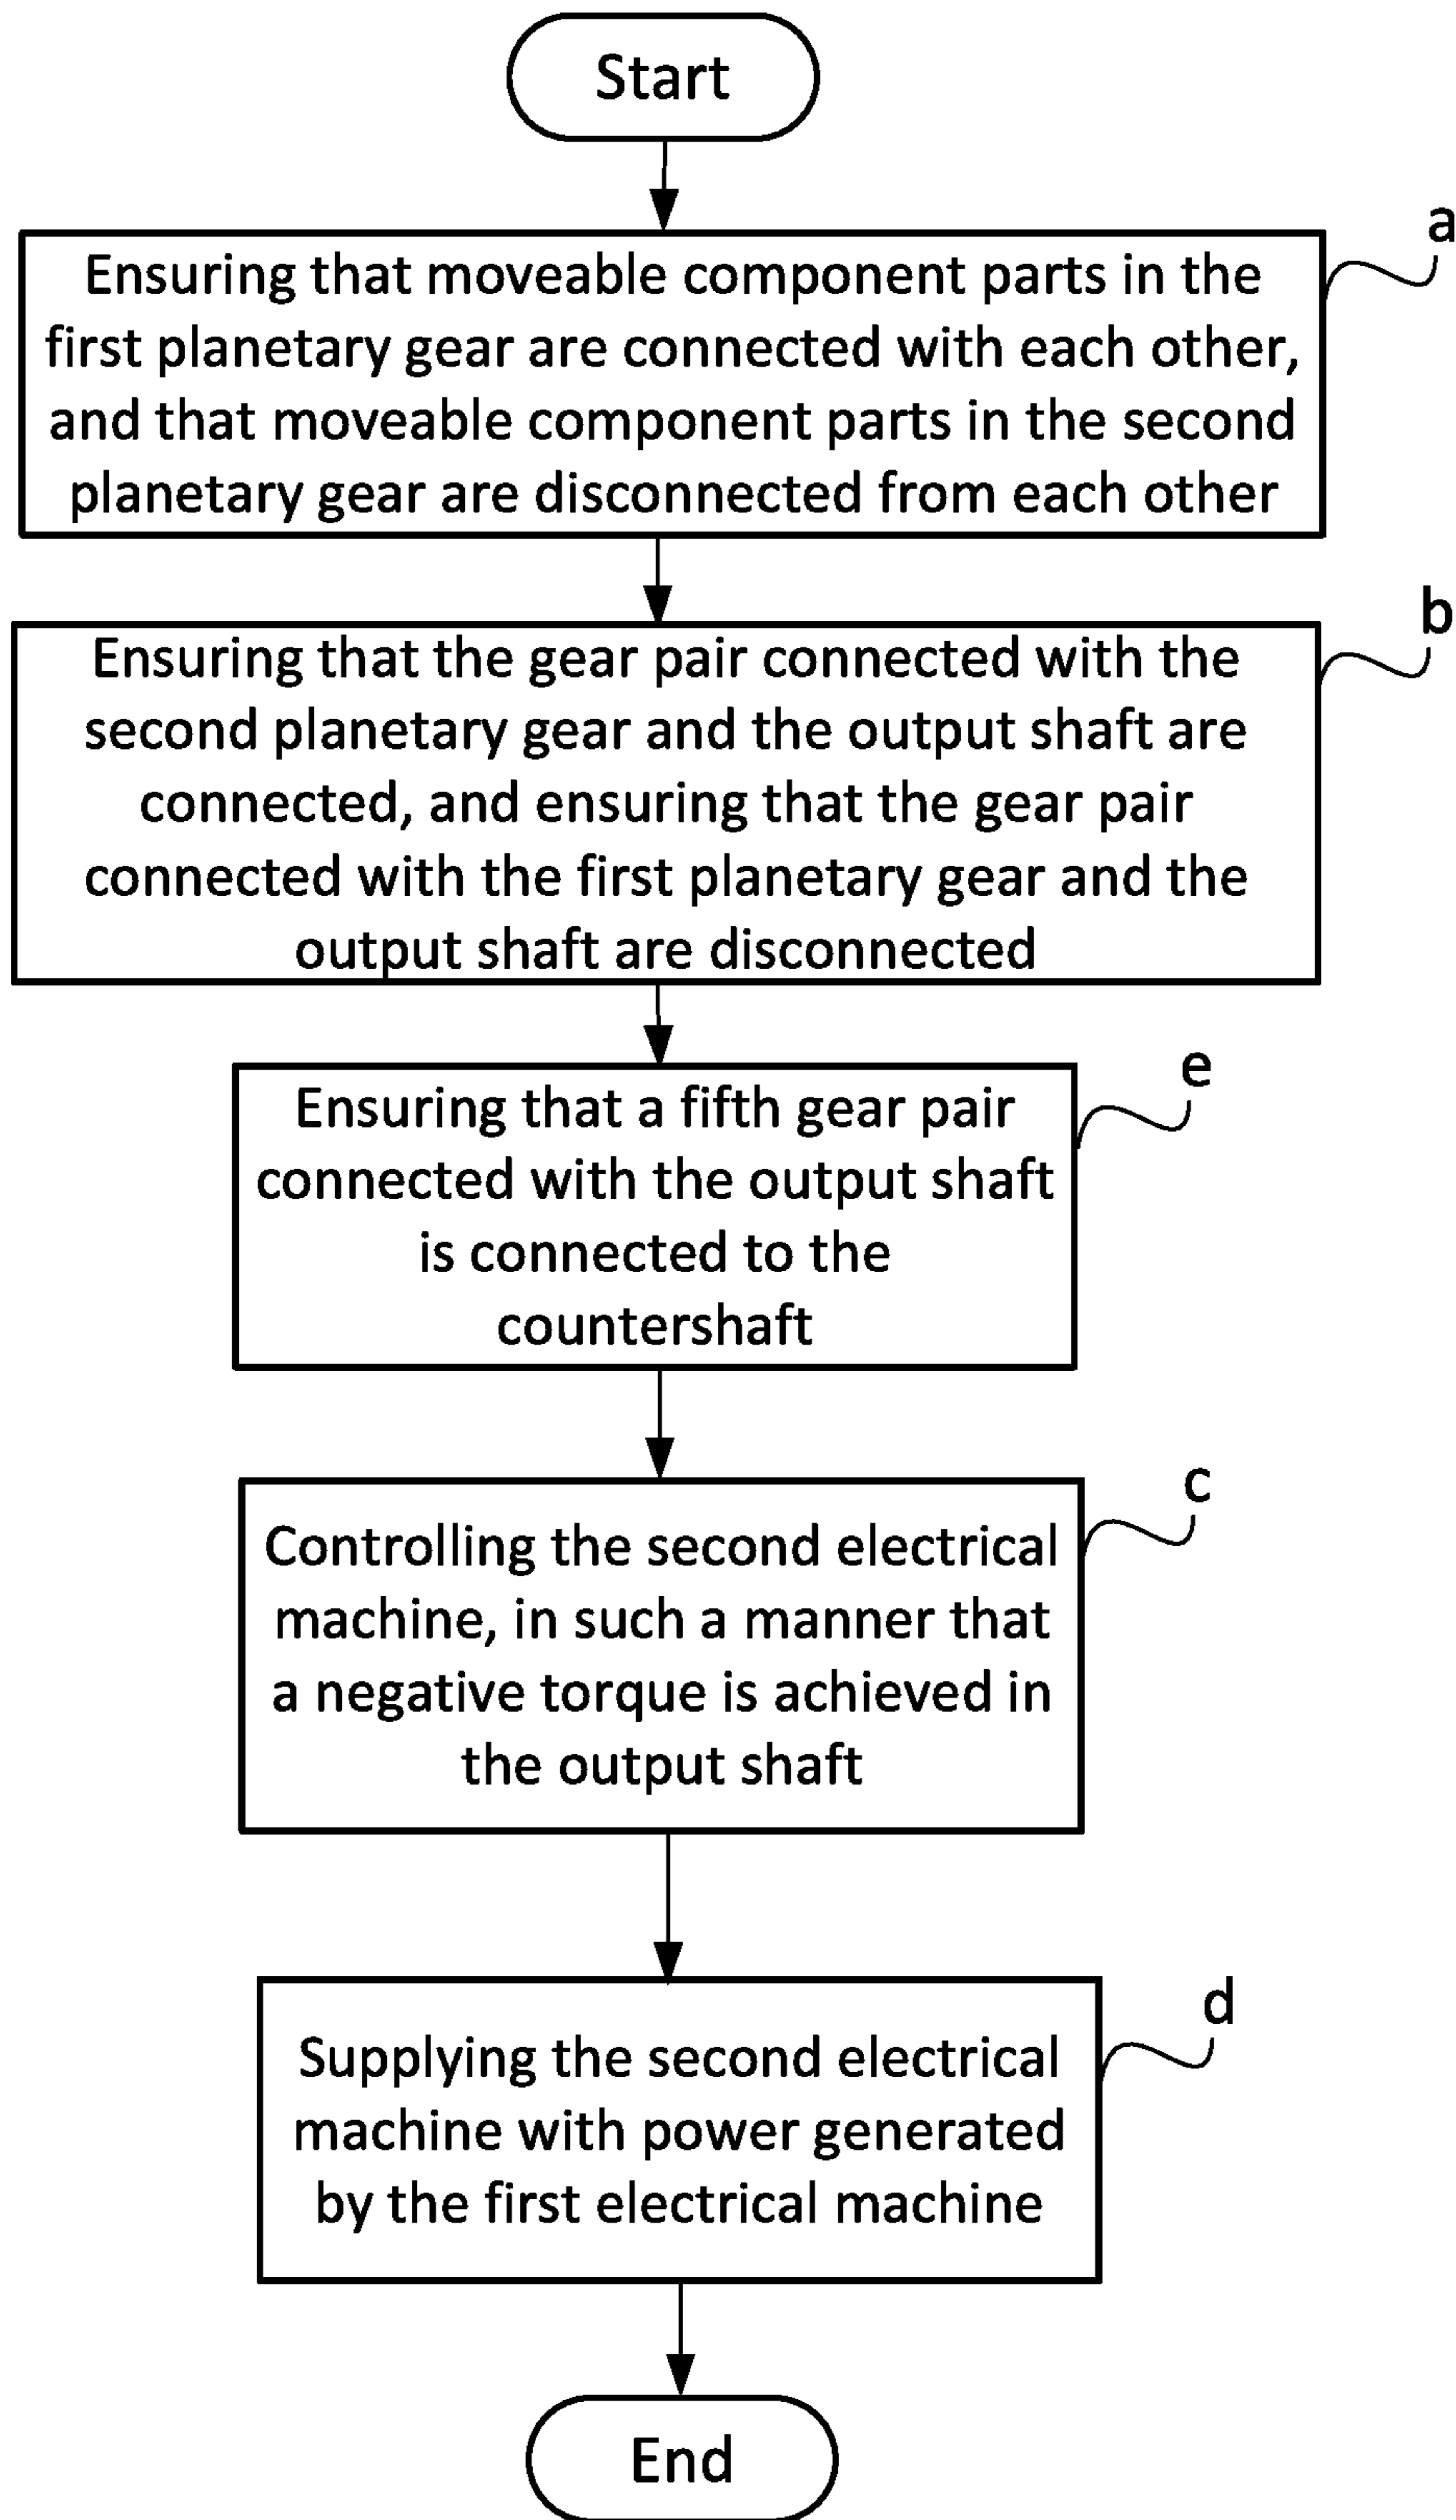 Start
a
Ensuring that moveable component parts in the
first planetary gear are connected with each other,
and that moveable component parts in the second
planetary gear are disconnected from each other
b
Ensuring that the gear pair connected with the
second planetary gear and the output shaft are
connected, and ensuring that the gear pair
connected with the first planetary gear and the
output shaft are disconnected
e
Ensuring that a fifth gear pair
connected with the output shaft
is connected to the
countershaft
c
Controlling the second electrical
machine, in such a manner that
a negative torque is achieved in
the output shaft
d
Supplying the second electrical
machine with power generated
by the first electrical machine
End